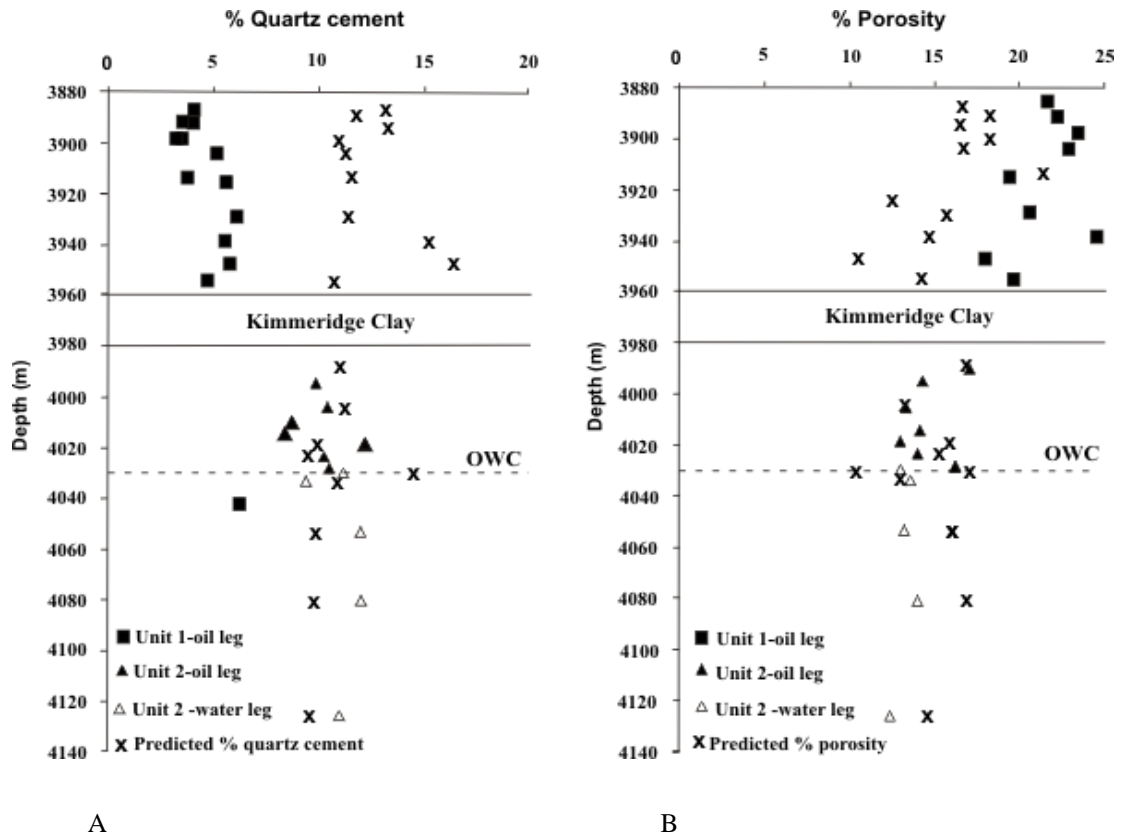 % Quartz cement
0 5 10 15 20
3880
3900
3920
3940
3960
3980
4000
4020
4040
4060
4080
4100
4120
4140
Depth (m)
Kimmeridge Clay
OWC
Unit 1-oil leg
Unit 2-oil leg
Unit 2 -water leg
Predicted % quartz cement
A
% Porosity
0 5 10 15 20 25
3880
3900
3920
3940
3960
3980
4000
4020
4040
4060
4080
4100
4120
4140
Depth (m)
Kimmeridge Clay
OWC
Unit 1-oil leg
Unit 2-oil leg
Unit 2 -water leg
Predicted % porosity
B